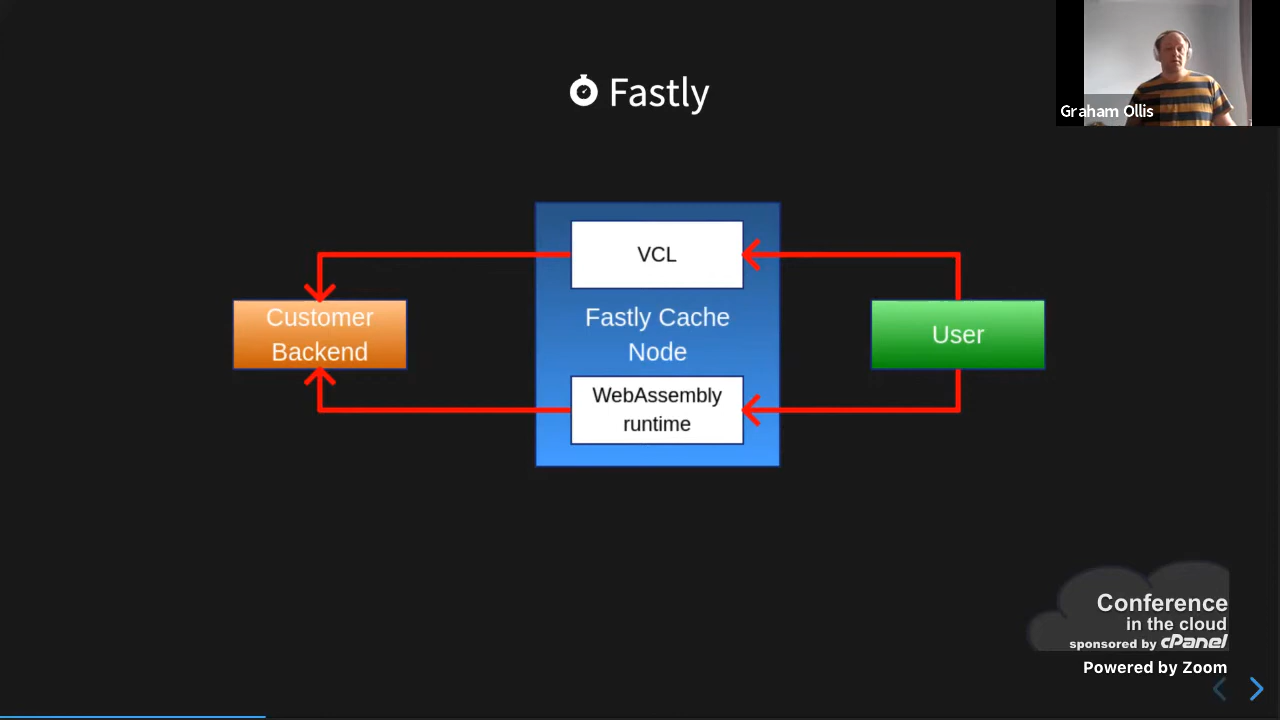 Fastly
Graham Ollis
VCL
Customer
Backend
Fastly Cache
Node
User
WebAssembly
runtime
Conference
in the cloud
sponsored by cPanel
Powered by Zoom